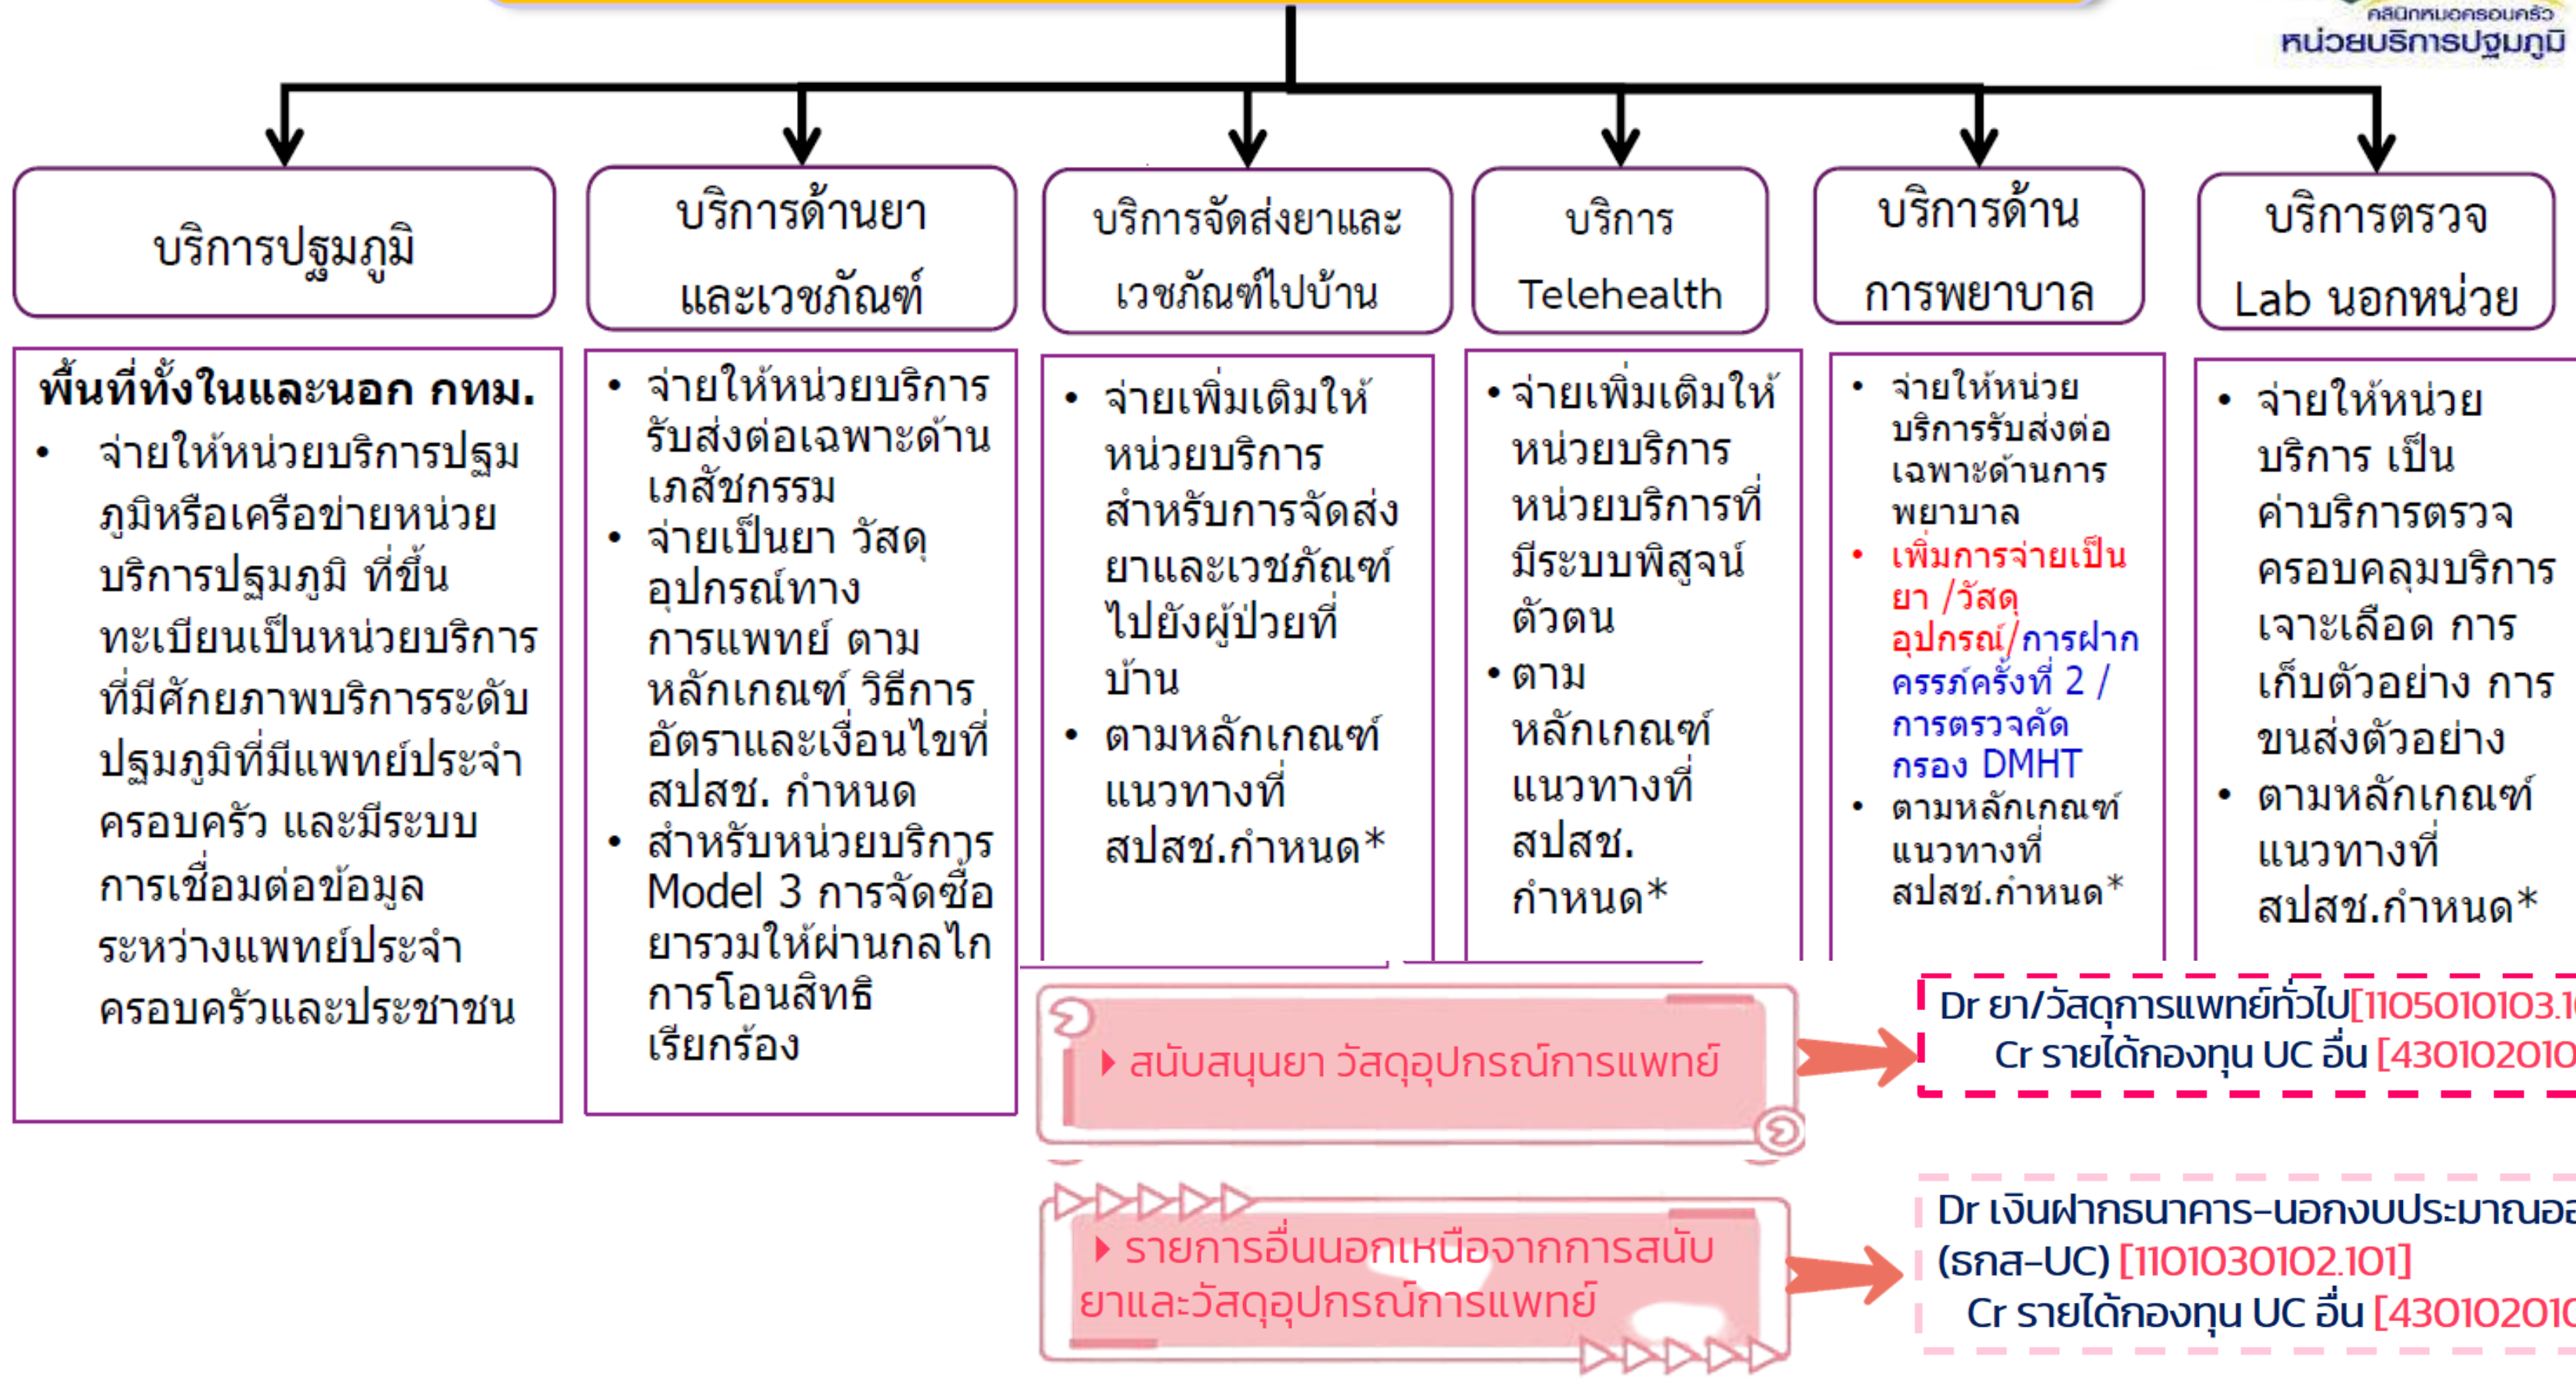 คลินิกหมอครอบครัว
หน่วยบริการปฐมภูมิ
บริการปฐมภูมิ
พื้นที่ทั้งในและนอก กทม.
• จ่ายให้หน่วยบริการปฐม
ภูมิหรือเครือข่ายหน่วย
บริการปฐมภูมิ ที่ขึ้น
ทะเบียนเป็นหน่วยบริการ
ที่มีศักยภาพบริการระดับ
ปฐมภูมิที่มีแพทย์ประจำ
ครอบครัว และมีระบบ
การเชื่อมต่อข้อมูล
ระหว่างแพทย์ประจำ
ครอบครัวและประชาชน
บริการด้านยา
และเวชภัณฑ์
• จ่ายให้หน่วยบริการ
รับส่งต่อเฉพาะด้าน
เภสัชกรรม
• จ่ายเป็นยา วัสดุ
อุปกรณ์ทาง
การแพทย์ ตาม
หลักเกณฑ์ วิธีการ
อัตราและเงื่อนไขที่
สปสช. กำหนด
• สำหรับหน่วยบริการ
Model 3 การจัดซื้อ
ยารวมให้ผ่านกลไก
การโอนสิทธิ
เรียกร้อง
บริการจัดส่งยาและ
เวชภัณฑ์ไปบ้าน
• จ่ายเพิ่มเติมให้
หน่วยบริการ
สำหรับการจัดส่ง
ยาและเวชภัณฑ์
ไปยังผู้ป่วยที่
บ้าน
• ตามหลักเกณฑ์
แนวทางที่
สปสช.กำหนด*
บริการ
Telehealth
• จ่ายเพิ่มเติมให้
หน่วยบริการ
หน่วยบริการที่
มีระบบพิสูจน์
ตัวตน
• ตาม
หลักเกณฑ์
แนวทางที่
สปสช.
กำหนด*
บริการด้าน
การพยาบาล
• จ่ายให้หน่วย
บริการรับส่งต่อ
เฉพาะด้านการ
พยาบาล
• เพิ่มการจ่ายเป็น
ยา /วัสดุ
อุปกรณ์/การฝาก
ครรภ์ครั้งที่ 2 /
การตรวจคัด
กรอง DMHT
• ตามหลักเกณฑ์
แนวทางที่
สปสช.กำหนด*
บริการตรวจ
Lab นอกหน่วย
• จ่ายให้หน่วย
บริการ เป็น
ค่าบริการตรวจ
ครอบคลุมบริการ
เจาะเลือด การ
เก็บตัวอย่าง การ
ขนส่งตัวอย่าง
• ตามหลักเกณฑ์
แนวทางที่
สปสช.กำหนด*
สนับสนุนยา วัสดุอุปกรณ์การแพทย์
Dr ยา/วัสดุการแพทย์ทั่วไป[1105010103.1
Cr รายได้กองทุน UC อื่น [430102010
รายการอื่นนอกเหนือจากการสนับ
ยาและวัสดุอุปกรณ์การแพทย์
Dr เงินฝากธนาคาร-นอกงบประมาณ
(ธกส-UC) [1101030102.101]
Cr รายได้กองทุน UC อื่น [430102010